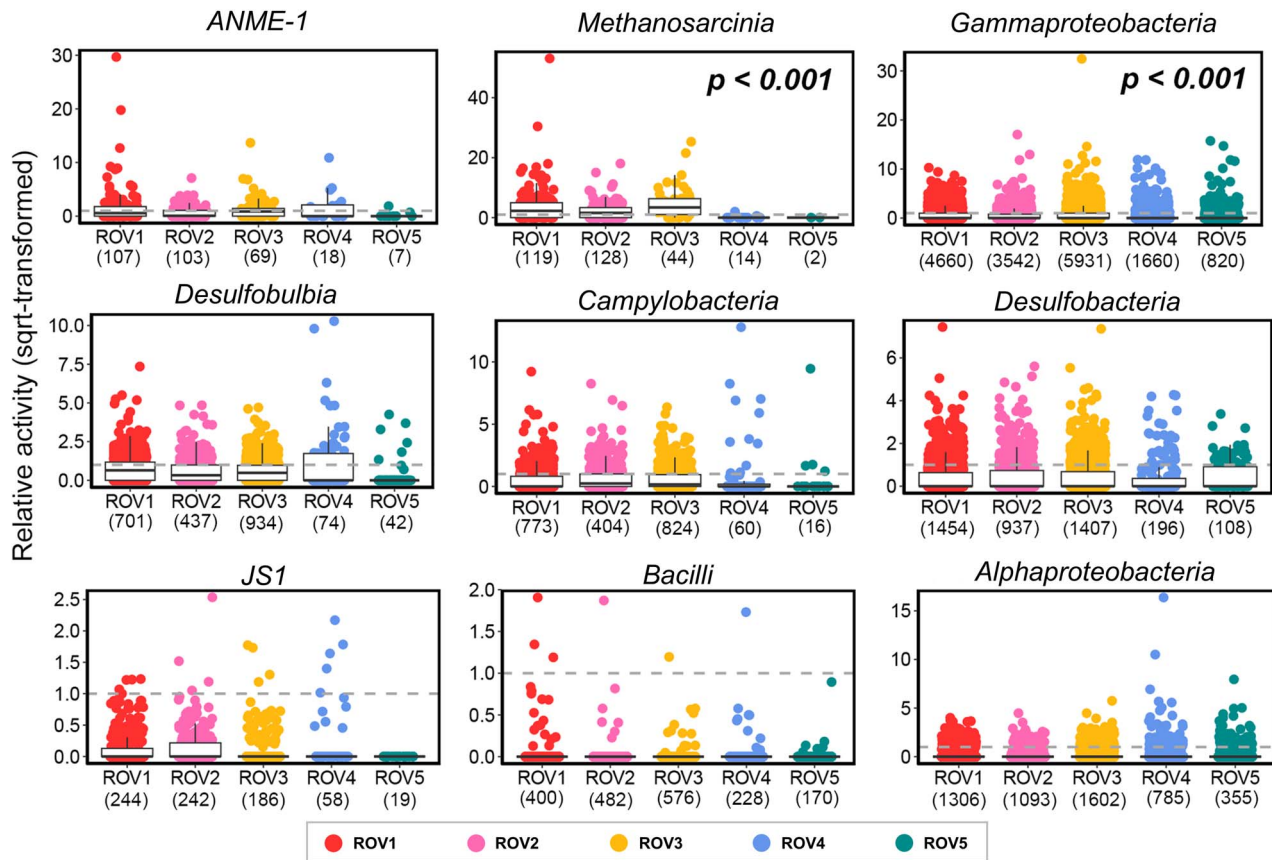 ANME-1 Methanosarcinia Gammaproteobacteria
Relative activity (sqrt-transformed)
30
20
10
0
ROV1 ROV2 ROV3 ROV4 ROV5
(107) (103) (69) (18) (7)
p < 0.001
40
20
0
ROV1 ROV2 ROV3 ROV4 ROV5
(119) (128) (44) (14) (2)
p < 0.001
30
20
10
0
ROV1 ROV2 ROV3 ROV4 ROV5
(4660) (3542) (5931) (1660) (820)
Desulfobulbia Campylobacteria Desulfobacteria
10.0
7.5
5.0
2.5
0.0
ROV1 ROV2 ROV3 ROV4 ROV5
(701) (437) (934) (74) (42)
10
5
0
ROV1 ROV2 ROV3 ROV4 ROV5
(773) (404) (824) (60) (16)
6
4
2
0
ROV1 ROV2 ROV3 ROV4 ROV5
(1454) (937) (1407) (196) (108)
JS1 Bacilli Alphaproteobacteria
2.5
2.0
1.5
1.0
0.5
0.0
ROV1 ROV2 ROV3 ROV4 ROV5
(244) (242) (186) (58) (19)
2.0
1.5
1.0
0.5
0.0
ROV1 ROV2 ROV3 ROV4 ROV5
(400) (482) (576) (228) (170)
15
10
5
0
ROV1 ROV2 ROV3 ROV4 ROV5
(1306) (1093) (1602) (785) (355)
ROV1 ROV2 ROV3 ROV4 ROV5